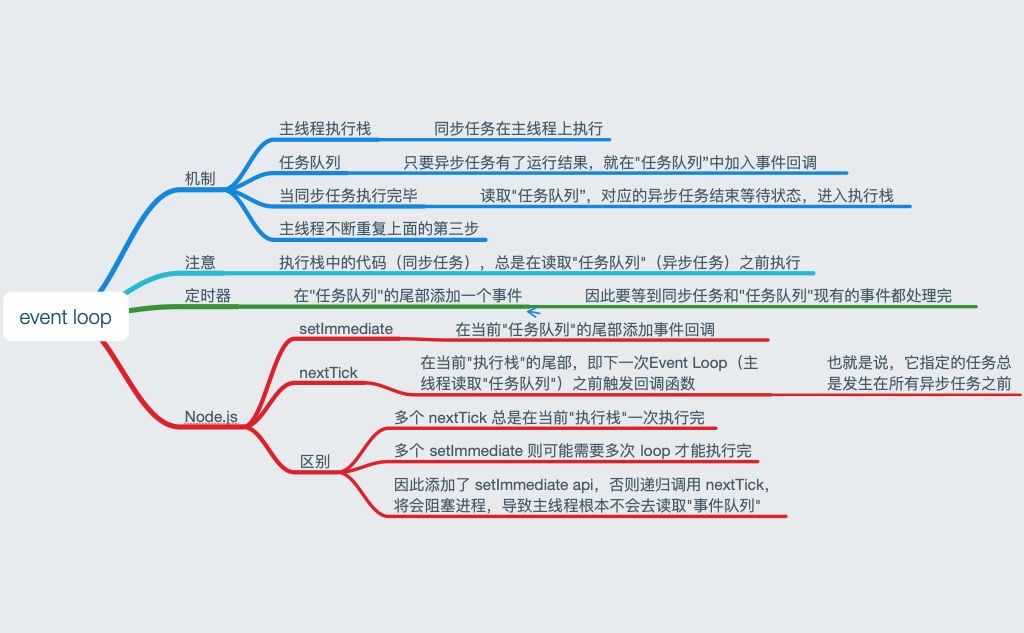 event loop
机制
主线程执行栈
同步任务在主线程上执行
任务队列
只要异步任务有了运行结果，就在"任务队列”中加入事件回调
当同步任务执行完毕
读取"任务队列”，对应的异步任务结束等待状态，进入执行栈
主线程不断重复上面的第三步
注意
执行栈中的代码（同步任务），总是在读取"任务队列"（异步任务）之前执行
定时器
在"任务队列"的尾部添加一个事件
因此要等到同步任务和"任务队列"现有的事件都处理完
Node.js
setImmediate
在当前"任务队列"的尾部添加事件回调
nextTick
在当前"执行栈"的尾部，即下一次Event Loop（主
线程读取"任务队列"）之前触发回调函数
也就是说，它指定的任务总
是发生在所有异步任务之前
区别
多个 nextTick 总是在当前"执行栈"一次执行完
多个 setImmediate 则可能需要多次 loop 才能执行完
因此添加了 setImmediate api，否则递归调用 nextTick，
将会阻塞进程，导致主线程根本不会去读取"事件队列"